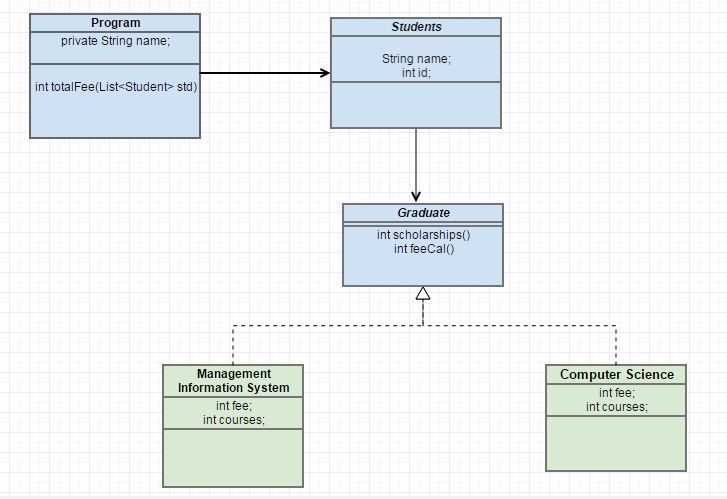 Program
private String name;
int totalFee(List<Student> std)
Students
String name;
int id;
Graduate
int scholarships()
int feeCal()
Management
Information System
int fee;
int courses;
Computer Science
int fee;
int courses;